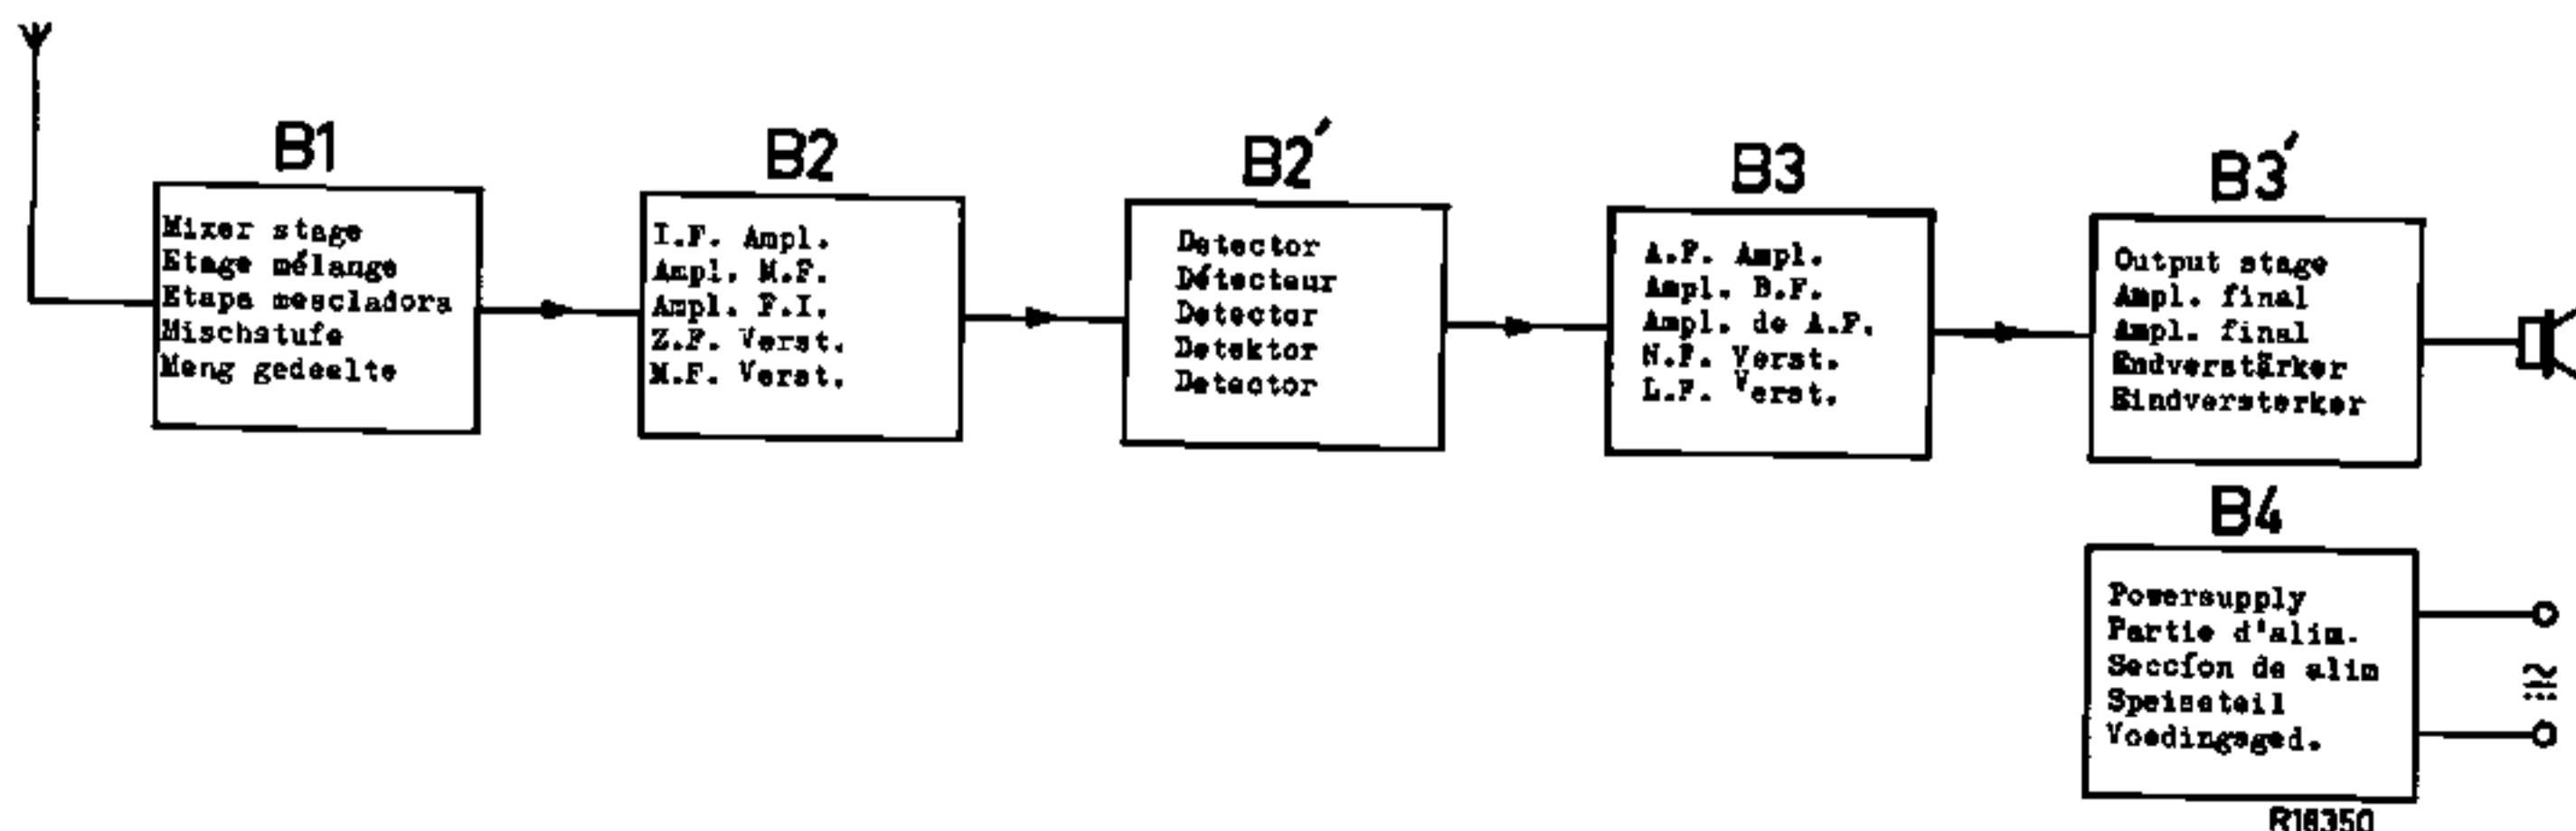 B1
Mixer stage
Etage mélange
Etapa mescladora
Mischstufe
Meng gedeelte
B2
I.F. Ampl.
Ampl. M.F.
Ampl. F.I.
Z.F. Verst.
M.F. Verst.
B2'
Detector
Détecteur
Detector
Detektor
Detector
B3
A.F. Ampl.
Ampl. B.F.
Ampl. de A.F.
N.F. Verst.
L.F. Verst.
B3'
Output stage
Ampl. final
Ampl. final
Endverstärker
Eindversterker
B4
Powersupply
Partie d'alim.
Seccíon de alim
Speiseteil
Voedingsged.
R18350